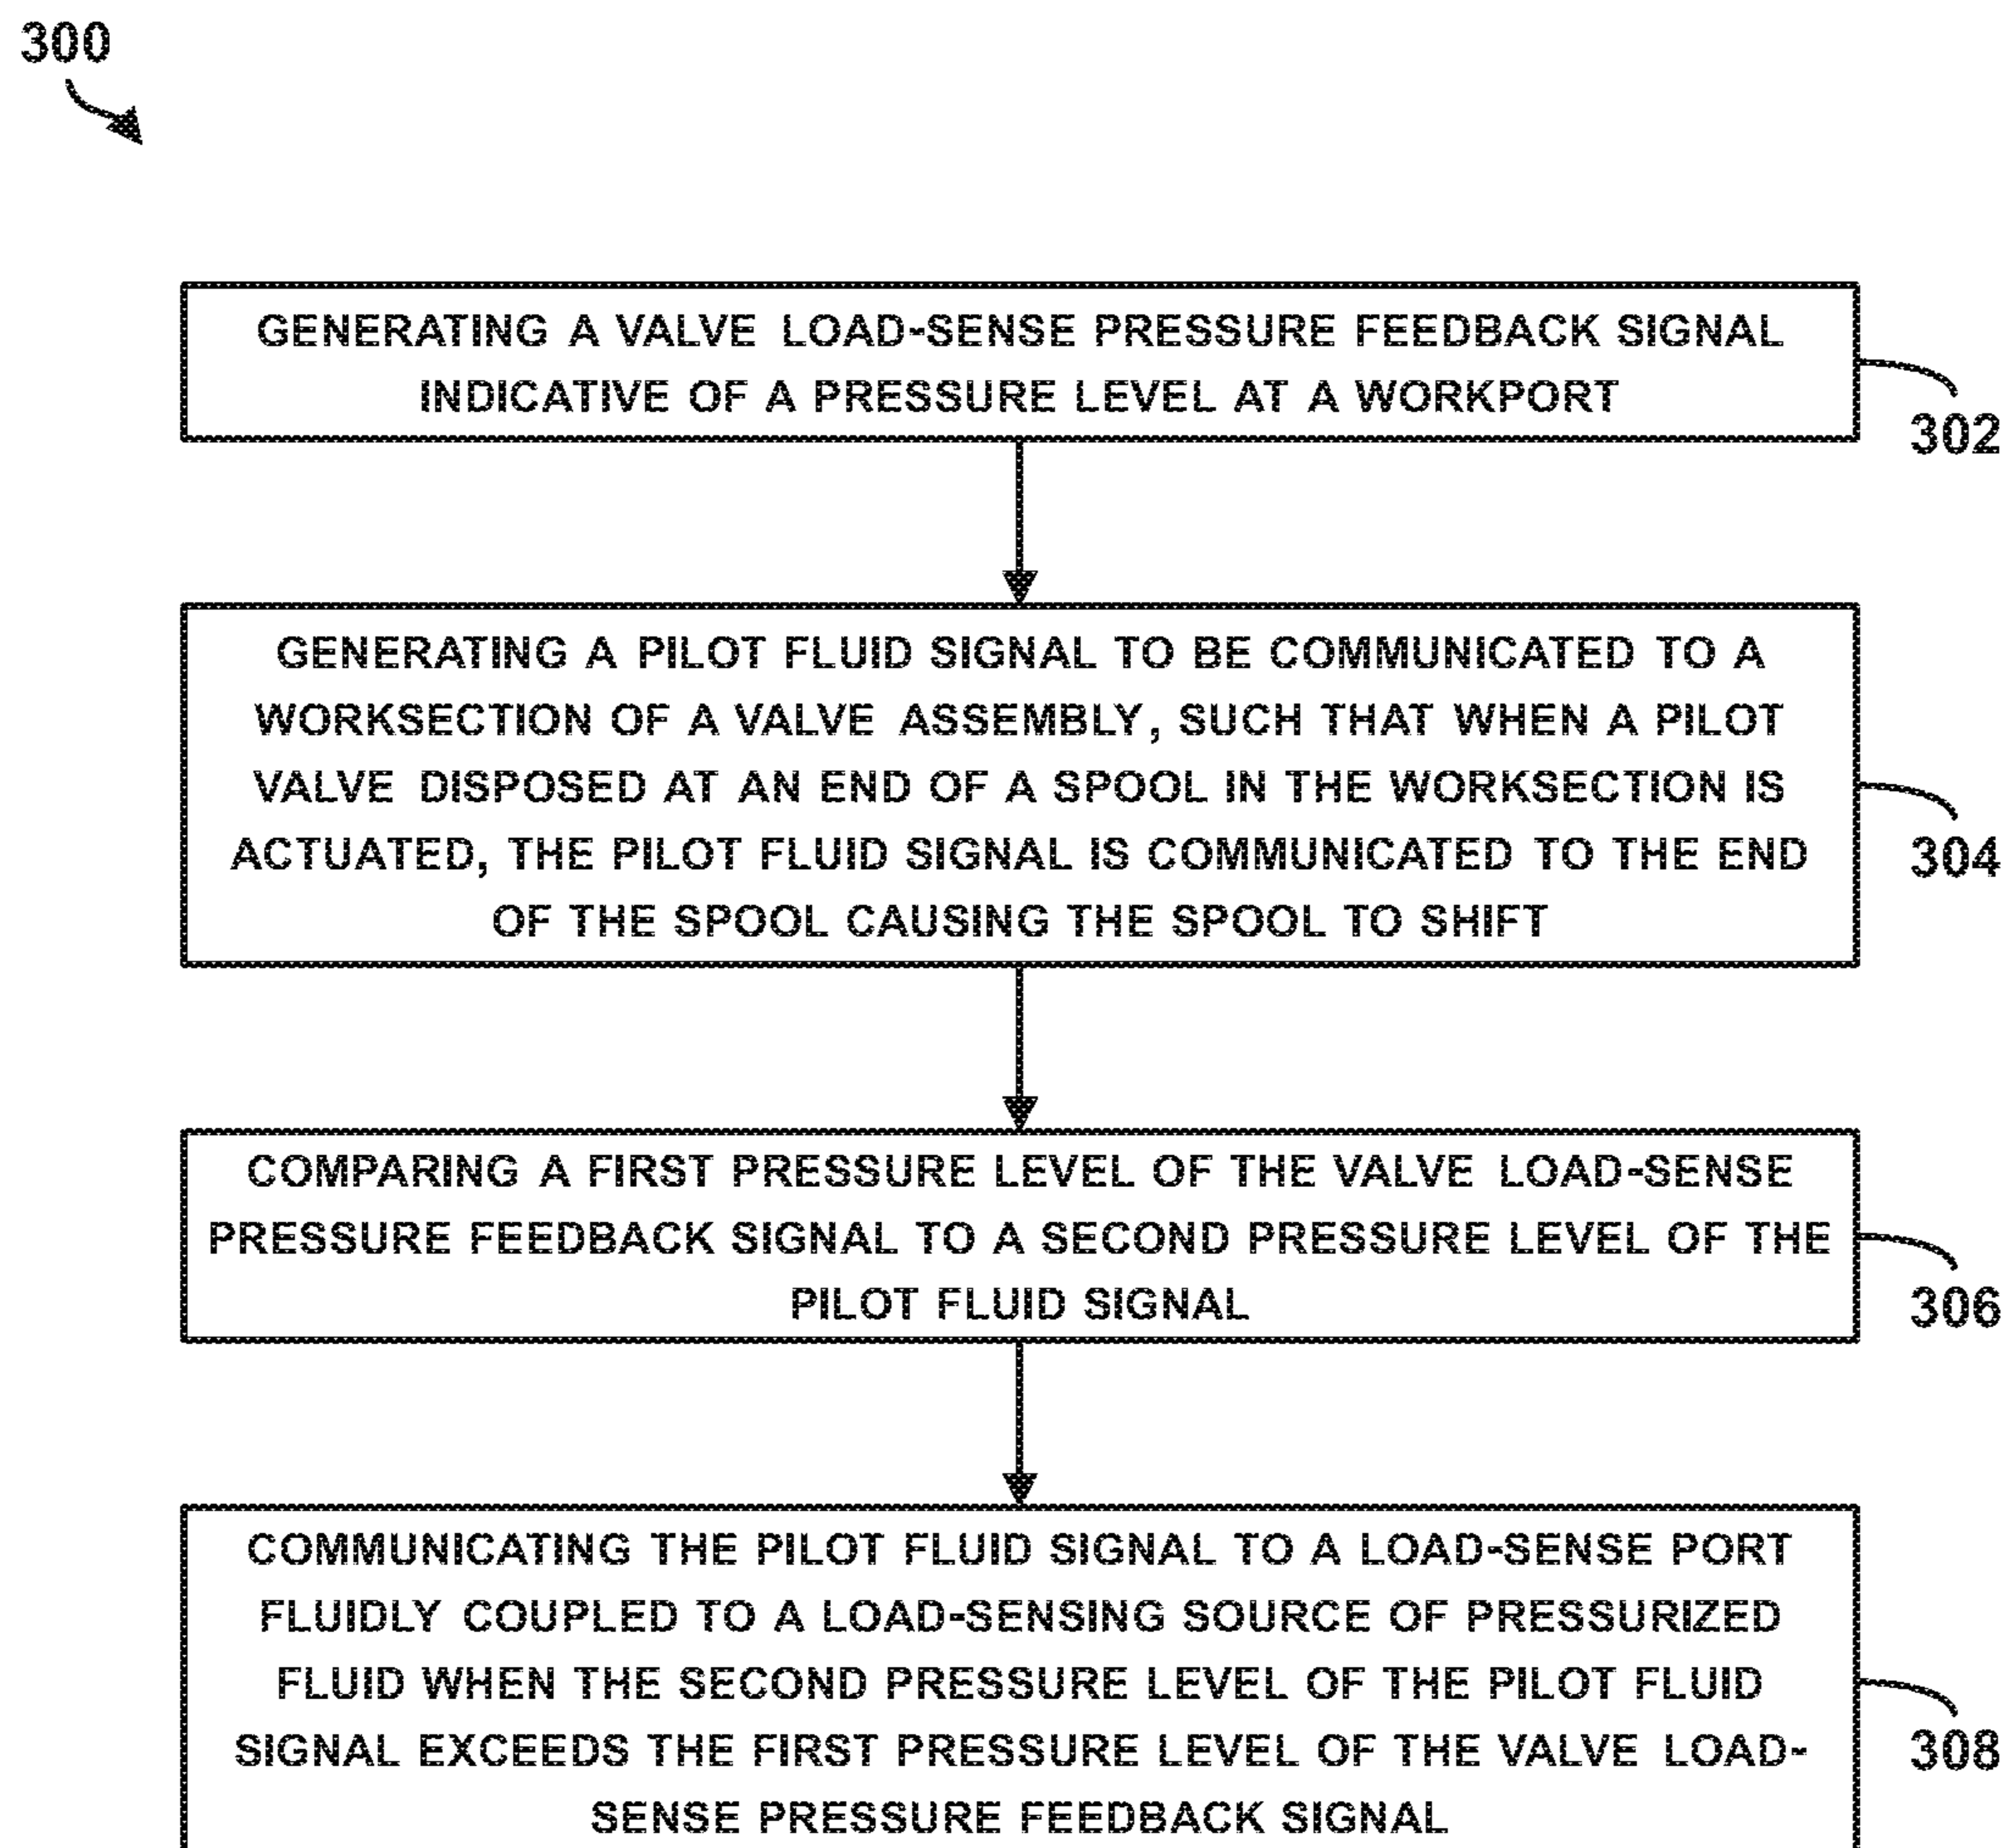 300
GENERATING A VALVE LOAD-SENSE PRESSURE FEEDBACK SIGNAL
INDICATIVE OF A PRESSURE LEVEL AT A WORKPORT
302
GENERATING A PILOT FLUID SIGNAL TO BE COMMUNICATED TO A
WORKSECTION OF A VALVE ASSEMBLY, SUCH THAT WHEN A PILOT
VALVE DISPOSED AT AN END OF A SPOOL IN THE WORKSECTION IS
ACTUATED, THE PILOT FLUID SIGNAL IS COMMUNICATED TO THE END
OF THE SPOOL CAUSING THE SPOOL TO SHIFT
304
COMPARING A FIRST PRESSURE LEVEL OF THE VALVE LOAD-SENSE
PRESSURE FEEDBACK SIGNAL TO A SECOND PRESSURE LEVEL OF THE
PILOT FLUID SIGNAL
306
COMMUNICATING THE PILOT FLUID SIGNAL TO A LOAD-SENSE PORT
FLUIDLY COUPLED TO A LOAD-SENSING SOURCE OF PRESSURIZED
FLUID WHEN THE SECOND PRESSURE LEVEL OF THE PILOT FLUID
SIGNAL EXCEEDS THE FIRST PRESSURE LEVEL OF THE VALVE LOAD-
SENSE PRESSURE FEEDBACK SIGNAL
308